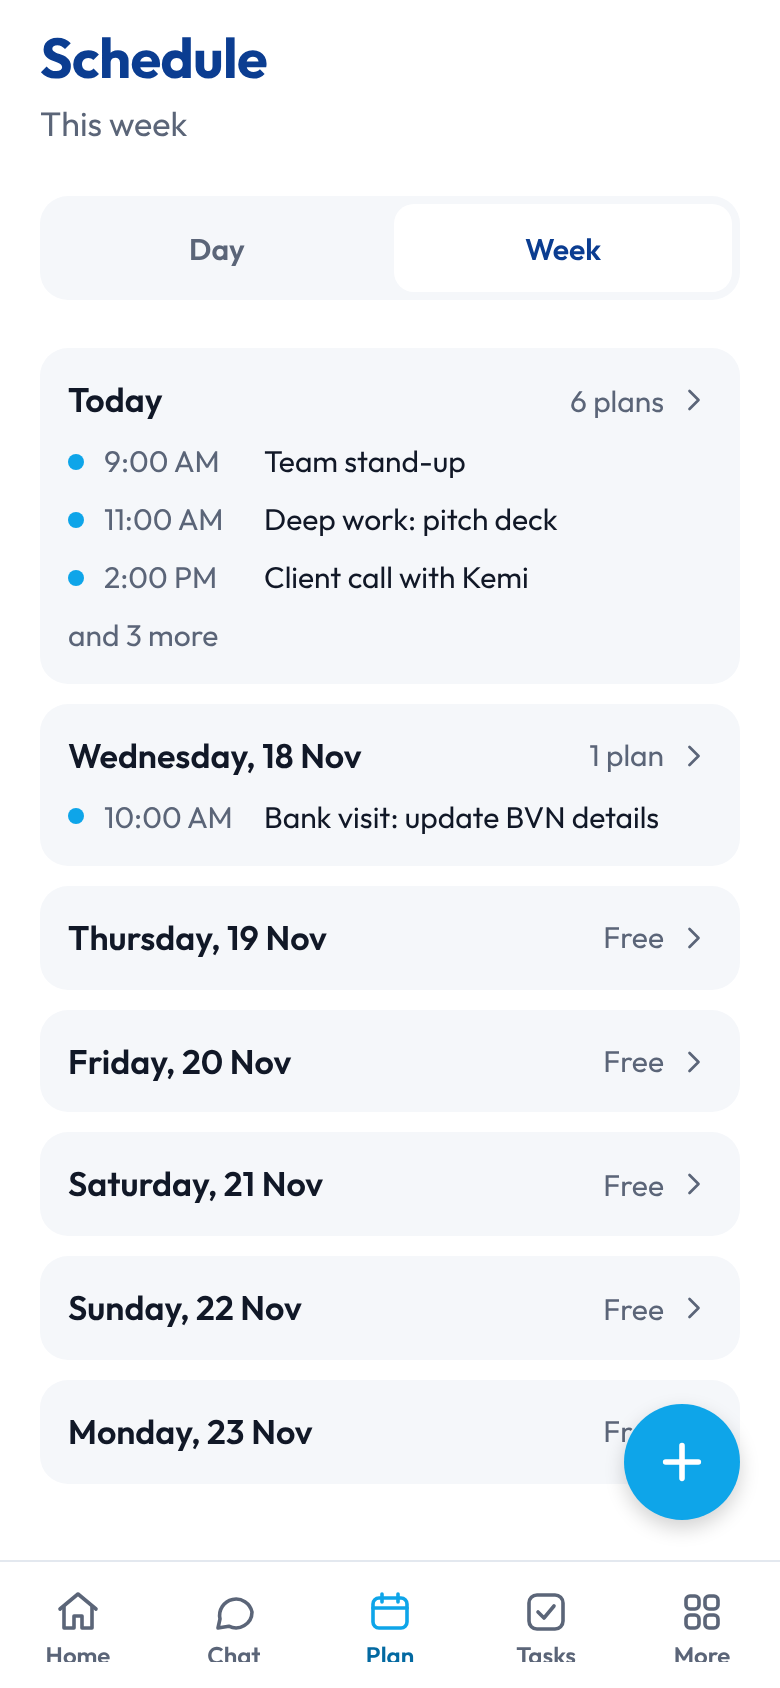 Schedule
This week
Day
Week
Today
6 plans
9:00 AM Team stand-up
11:00 AM Deep work: pitch deck
2:00 PM Client call with Kemi
and 3 more
Wednesday, 18 Nov
1 plan
10:00 AM Bank visit: update BVN details
Thursday, 19 Nov
Free
Friday, 20 Nov
Free
Saturday, 21 Nov
Free
Sunday, 22 Nov
Free
Monday, 23 Nov
Home
Chat
Plan
Tasks
More